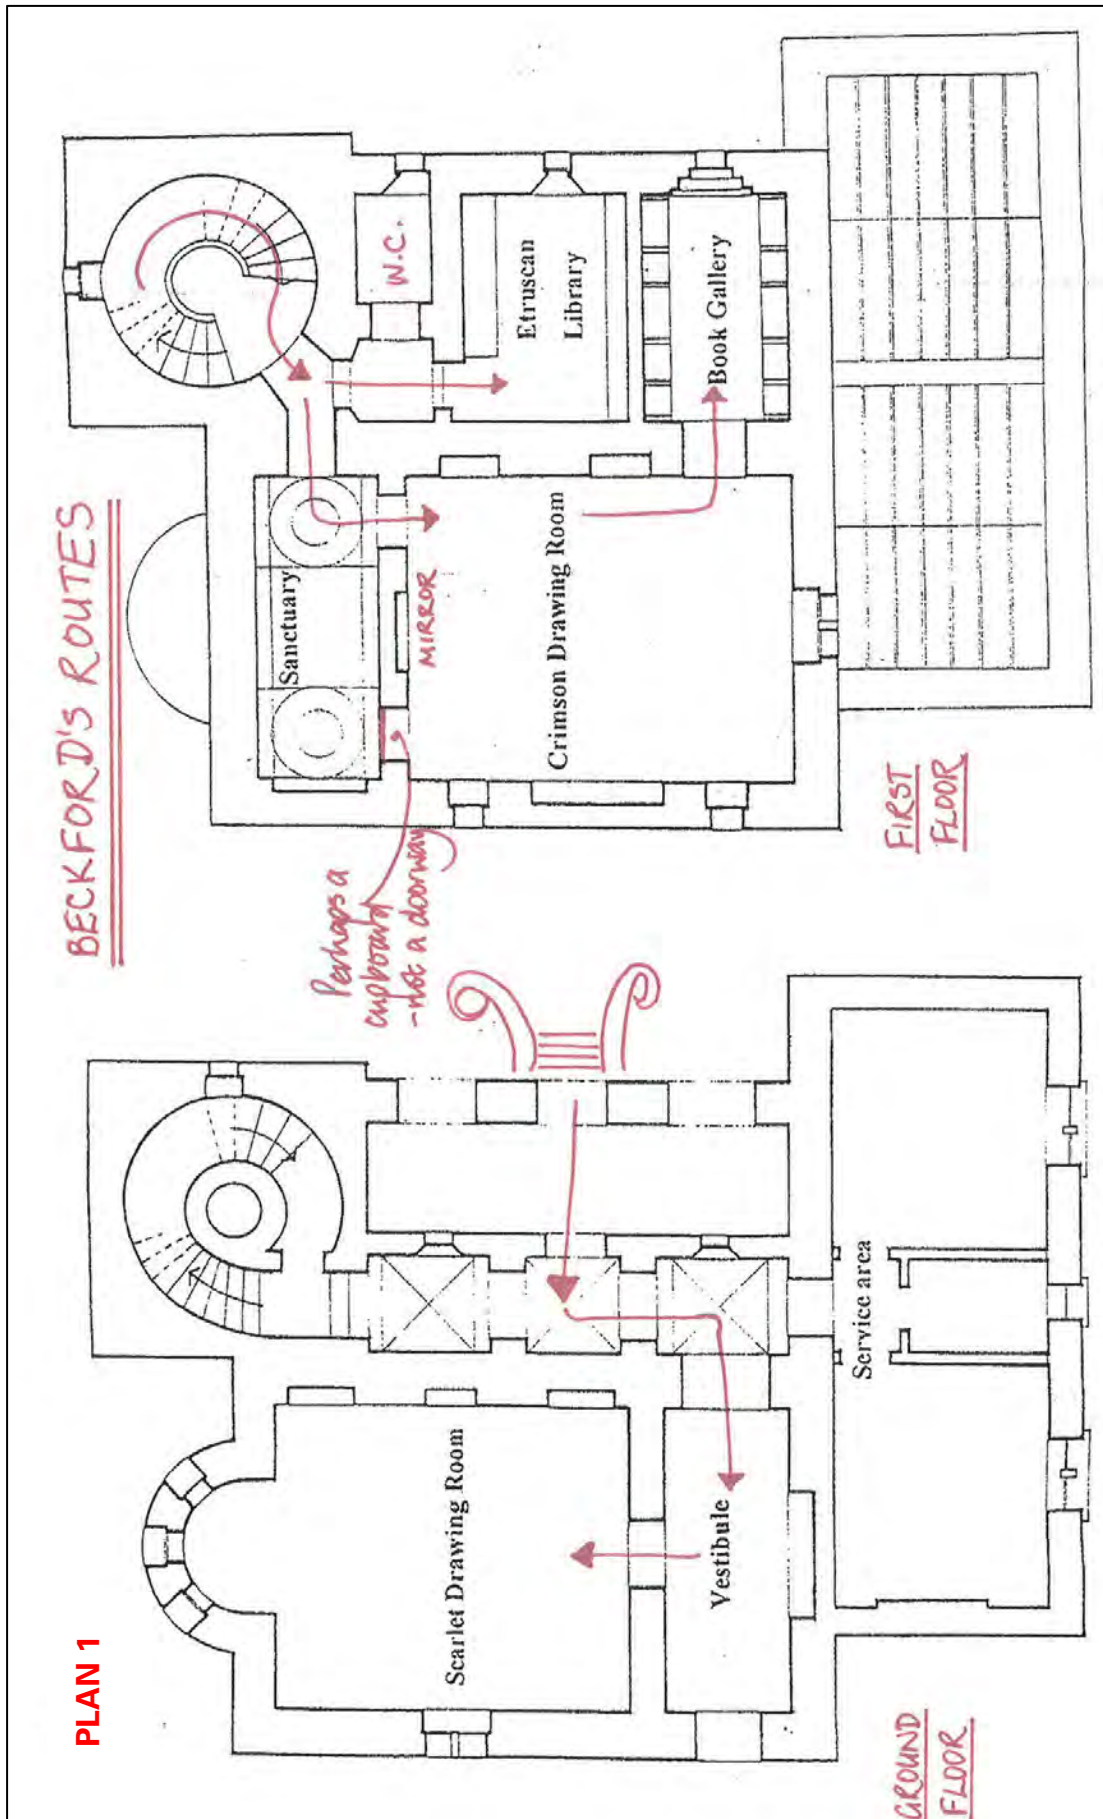 PLAN 1
BECKFORD'S ROUTES
Scarlet Drawing Room
Vestibule
Service area
GROUND
FLOOR
Perhaps a
cupboard
-not a doorway
Sanctuary
MIRROR
Crimson Drawing Room
W.C.
Etruscan
Library
Book Gallery
FIRST
FLOOR